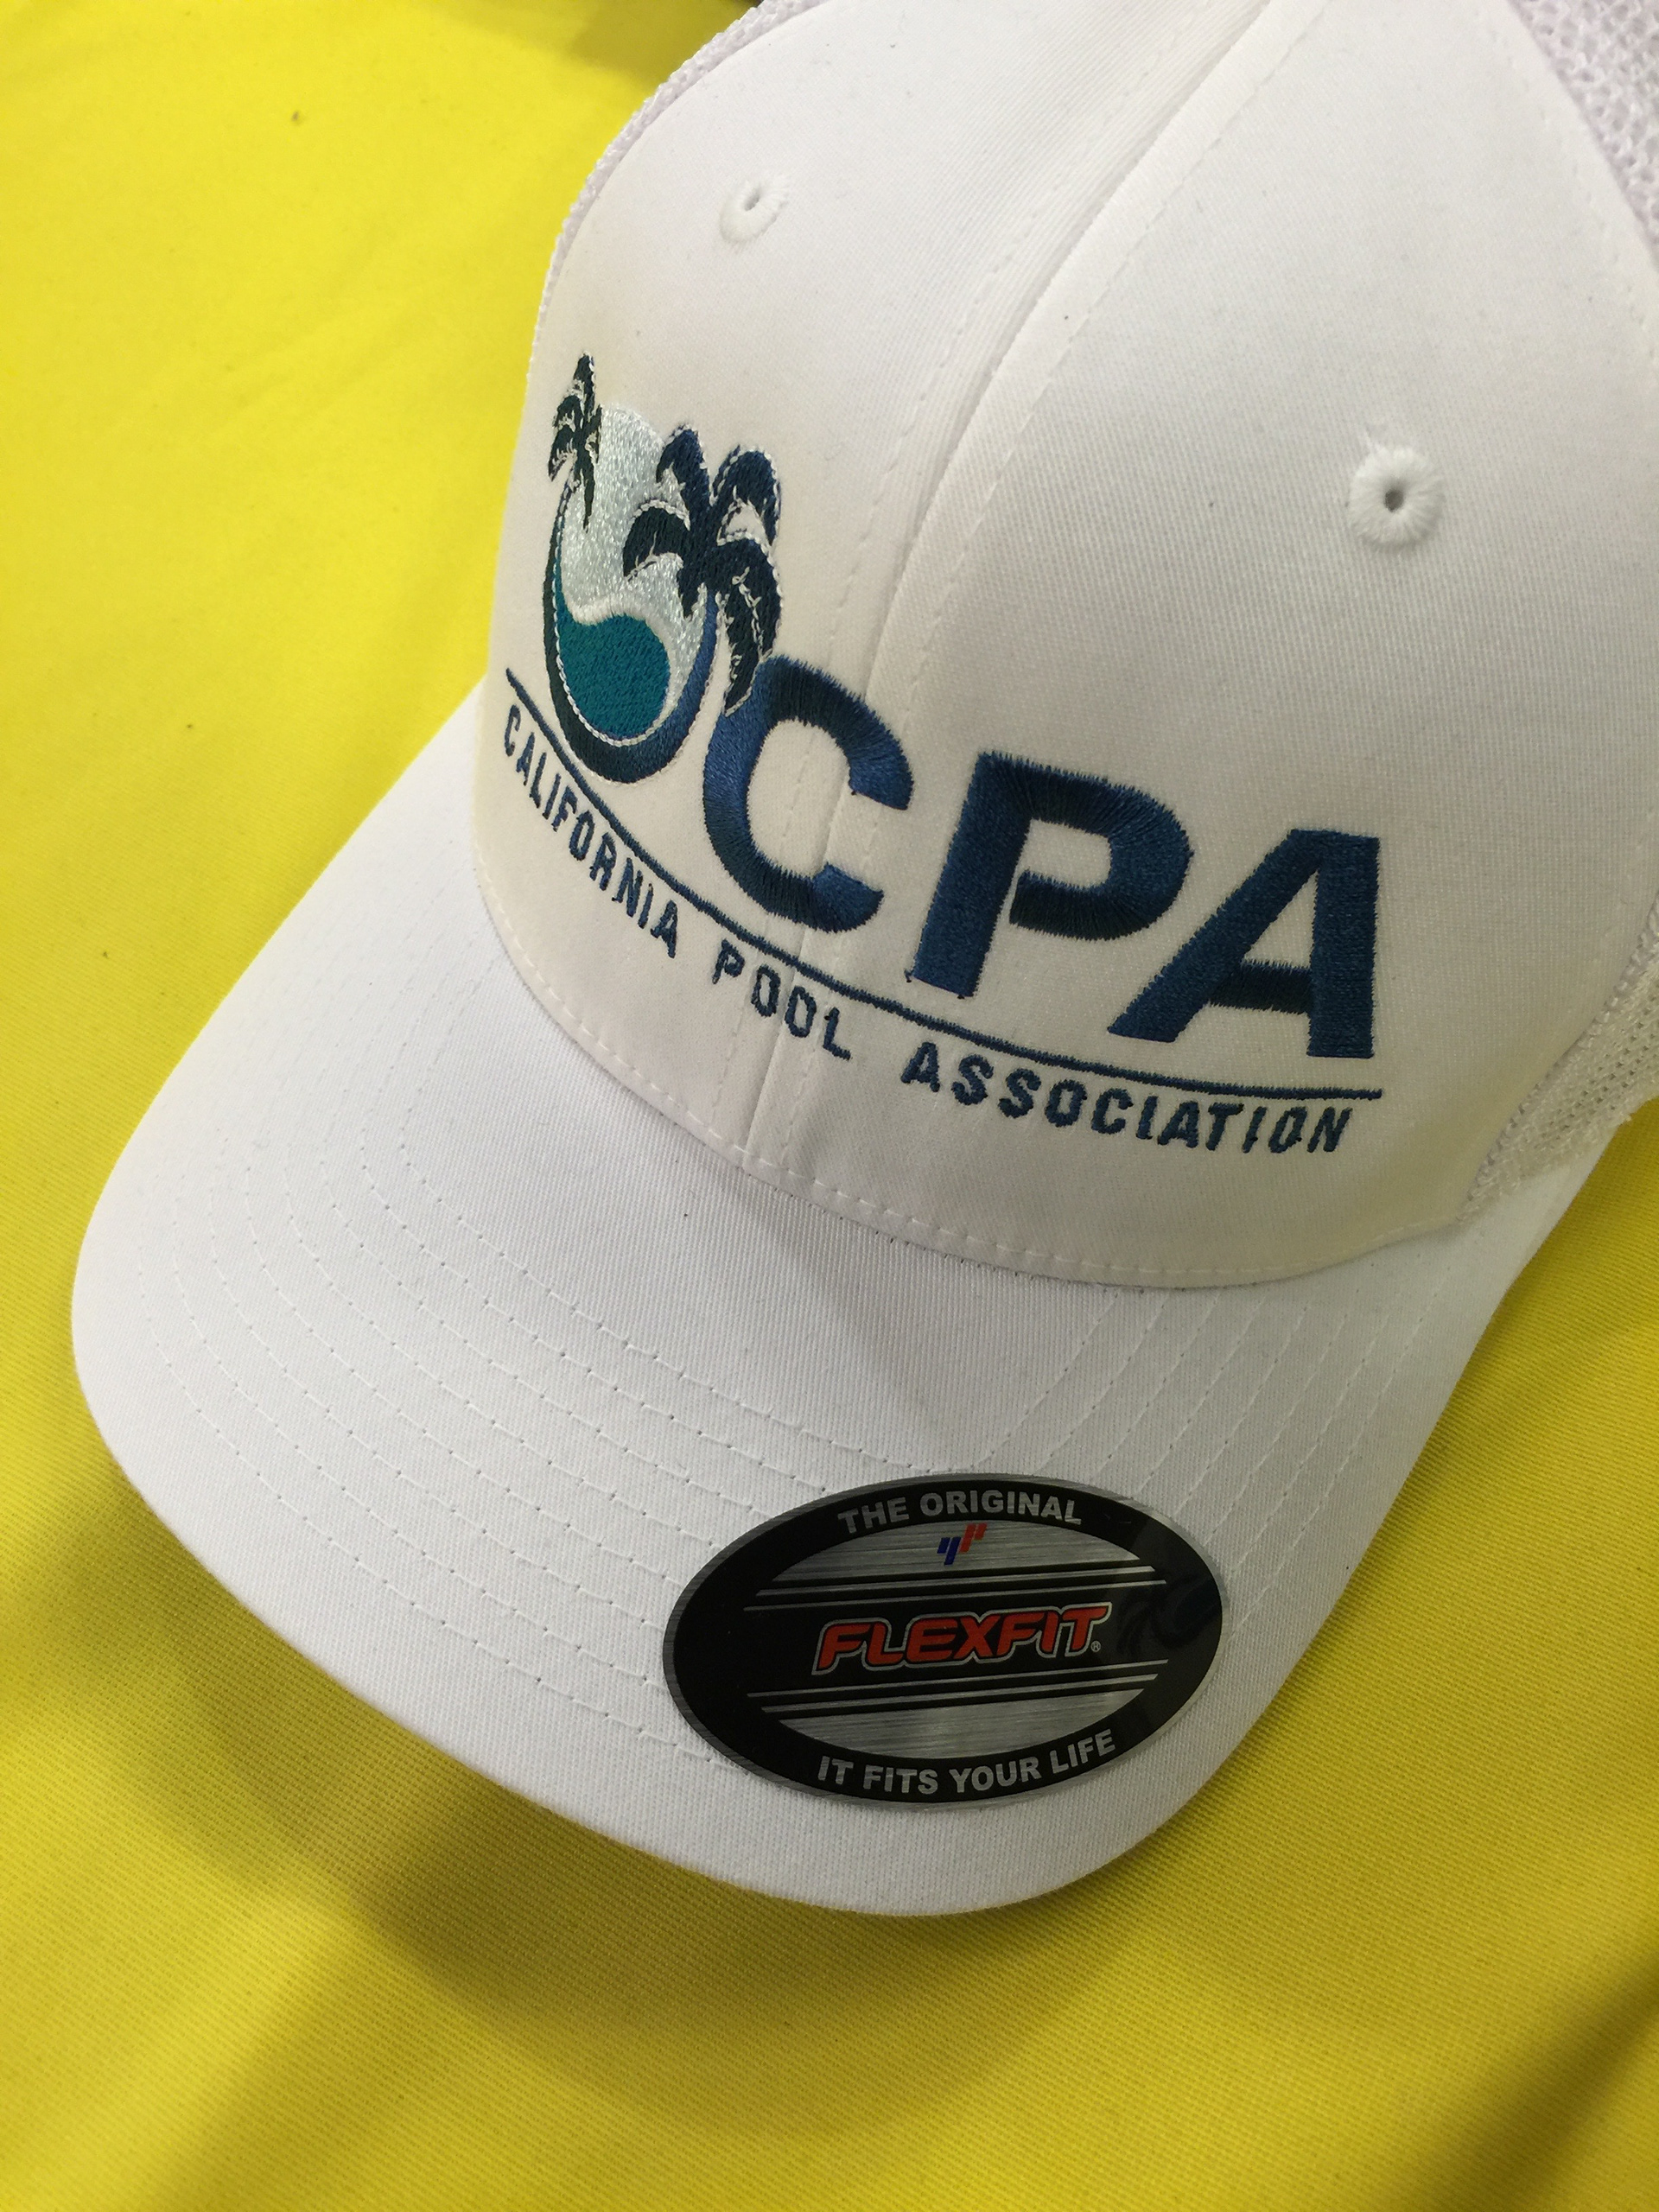 CPA
CALIFORNIA POOL ASSOCIATION
THE ORIGINAL
FLEXFIT®
IT FITS YOUR LIFE